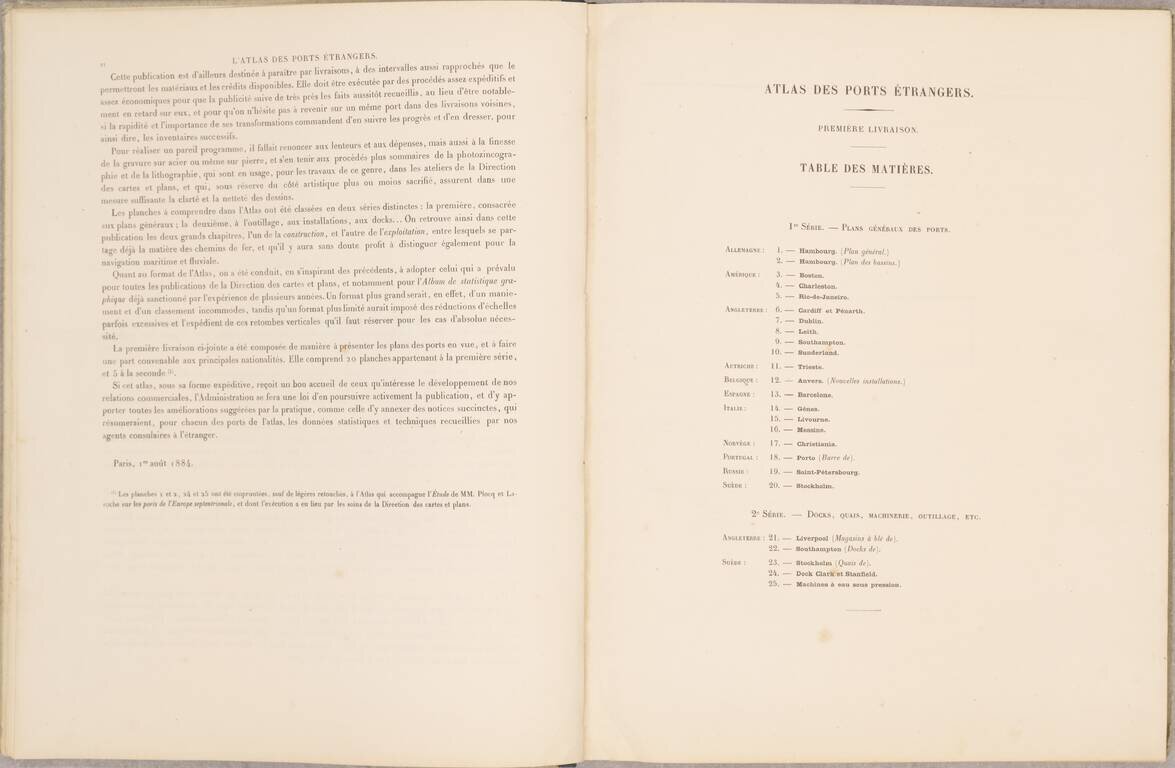 VI
L'ATLAS DES PORTS ÉTRANGERS.
Cette publication est d'ailleurs destinée à paraître par livraisons, à des intervalles aussi rapprochés que le
permettront les matériaux et les crédits disponibles. Elle doit être exécutée par des procédés assez expéditifs et
assez économiques pour que la publicité suive de très près les faits aussitôt recueillis, au lieu d'être notable-
ment en retard sur eux, et pour qu'on n'hésite pas à revenir sur un même port dans des livraisons voisines,
si la rapidité et l'importance de ses transformations commandent d'en suivre les progrès et d'en dresser, pour
ainsi dire, les inventaires successifs.
Pour réaliser un pareil programme, il fallait renoncer aux lenteurs et aux dépenses, mais aussi à la finesse
de la gravure sur acier ou même sur pierre, et s'en tenir aux procédés plus sommaires de la photozincogra-
phie et de la lithographie, qui sont en usage, pour les travaux de ce genre, dans les ateliers de la Direction
des cartes et plans, et qui, sous réserve du côté artistique plus ou moins sacrifié, assurent dans une
mesure suffisante la clarté et la netteté des dessins.
Les planches à comprendre dans l'Atlas ont été classées en deux séries distinctes : la première, consacrée
aux plans généraux ; la deuxième, à l'outillage, aux installations, aux docks... On retrouve ainsi dans cette
publication les deux grands chapitres, l'un de la construction, et l'autre de l'exploitation, entre lesquels se par-
tage déjà la matière des chemins de fer, et qu'il y aura sans doute profit à distinguer également pour la
navigation maritime et fluviale.
Quant au format de l'Atlas, on a été conduit, en s'inspirant des précédents, à adopter celui qui a prévalu
pour toutes les publications de la Direction des cartes et plans, et notamment pour l'Album de statistique gra-
phique déjà sanctionné par l'expérience de plusieurs années. Un format plus grand serait, en effet, d'un manie-
ment et d'un classement incommodes, tandis qu'un format plus limité aurait imposé des réductions d'échelles
parfois excessives et l'expédient de ces retombes verticales qu'il faut réserver pour les cas d'absolue néces-
sité.
La première livraison ci-jointe a été composée de manière à présenter les plans des ports en vue, et à faire
une part convenable aux principales nationalités. Elle comprend 20 planches appartenant à la première série,
et 5 à la seconde (1).
Si cet atlas, sous sa forme expéditive, reçoit un bon accueil de ceux qu'intéresse le développement de nos
relations commerciales, l'Administration se fera une loi d'en poursuivre activement la publication, et d'y ap-
porter toutes les améliorations suggérées par la pratique, comme celle d'y annexer des notices succinctes, qui
résumeraient, pour chacun des ports de l'atlas, les données statistiques et techniques recueillies par nos
agents consulaires à l'étranger.
Paris, 1er août 1884.
(1) Les planches 1 et 2, 24 et 25 ont été empruntées, sauf de légères retouches, à l'Atlas qui accompagne l'Étude de MM. Plocq et La-
roche sur les ports de l'Europe septentrionale, et dont l'exécution a eu lieu par les soins de la Direction des cartes et plans.
ATLAS DES PORTS ÉTRANGERS.
PREMIÈRE LIVRAISON.
TABLE DES MATIÈRES.
1re SÉRIE. — PLANS GÉNÉRAUX DES PORTS.
ALLEMAGNE : 1. — Hambourg. (Plan général.)
2. — Hambourg. (Plan des bassins.)
AMÉRIQUE : 3. — Boston.
4. — Charleston.
5. — Rio-de-Janeiro.
ANGLETERRE : 6. — Cardiff et Pénarth.
7. — Dublin.
8. — Leith.
9. — Southampton.
10. — Sunderland.
AUTRICHE : 11. — Trieste.
BELGIQUE : 12. — Anvers. (Nouvelles installations.)
ESPAGNE : 13. — Barcelone.
ITALIE : 14. — Gênes.
15. — Livourne.
16. — Messine.
NORVÈGE : 17. — Christiania.
PORTUGAL : 18. — Porto (Barre de).
RUSSIE : 19. — Saint-Pétersbourg.
SUÈDE : 20. — Stockholm.
2e SÉRIE. — DOCKS, QUAIS, MACHINERIE, OUTILLAGE, ETC.
ANGLETERRE : 21. — Liverpool (Magasins à blé de).
22. — Southampton (Docks de).
SUÈDE : 23. — Stockholm (Quais de).
24. — Dock Clark et Stanfield.
25. — Machines à eau sous pression.